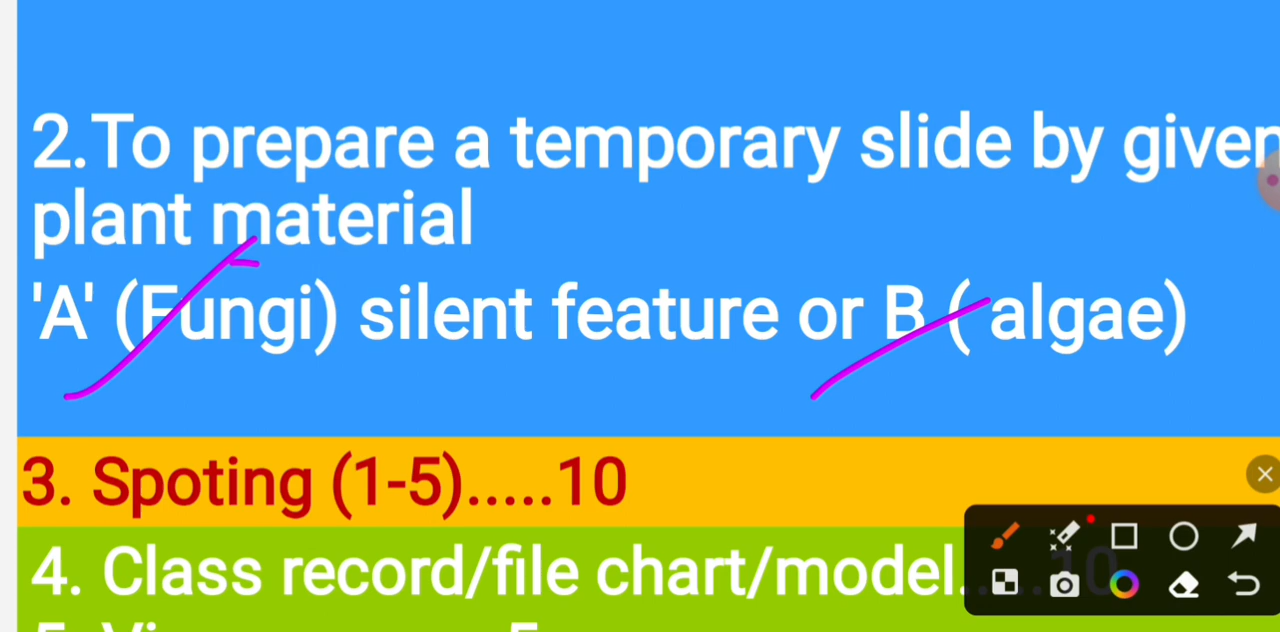 2.To prepare a temporary slide by given
plant material
'A' (Fungi) silent feature or B ( algae)
3. Spoting (1-5).....10
4. Class record/file chart/model......10